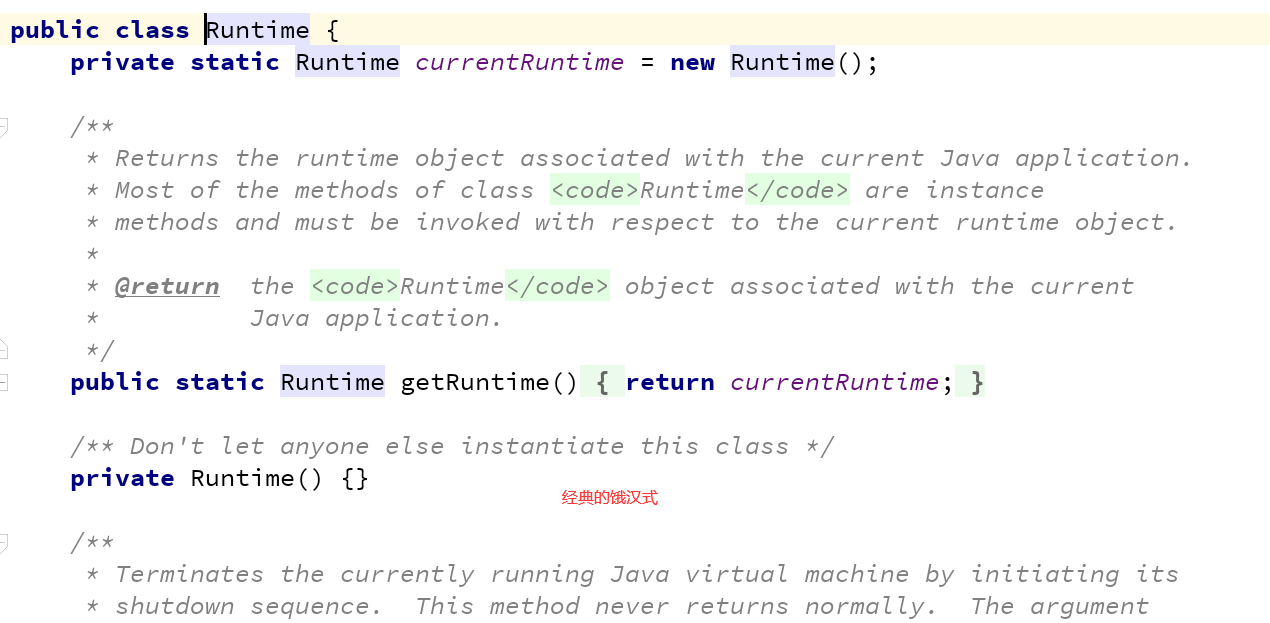 public class Runtime {
private static Runtime currentRuntime = new Runtime();
/**
* Returns the runtime object associated with the current Java application.
* Most of the methods of class <code>Runtime</code> are instance
* methods and must be invoked with respect to the current runtime object.
*
* @return  the <code>Runtime</code> object associated with the current
*          Java application.
*/
public static Runtime getRuntime() { return currentRuntime; }
/** Don't let anyone else instantiate this class */
private Runtime() {}
经典的饿汉式
/**
* Terminates the currently running Java virtual machine by initiating its
* shutdown sequence.  This method never returns normally.  The argument